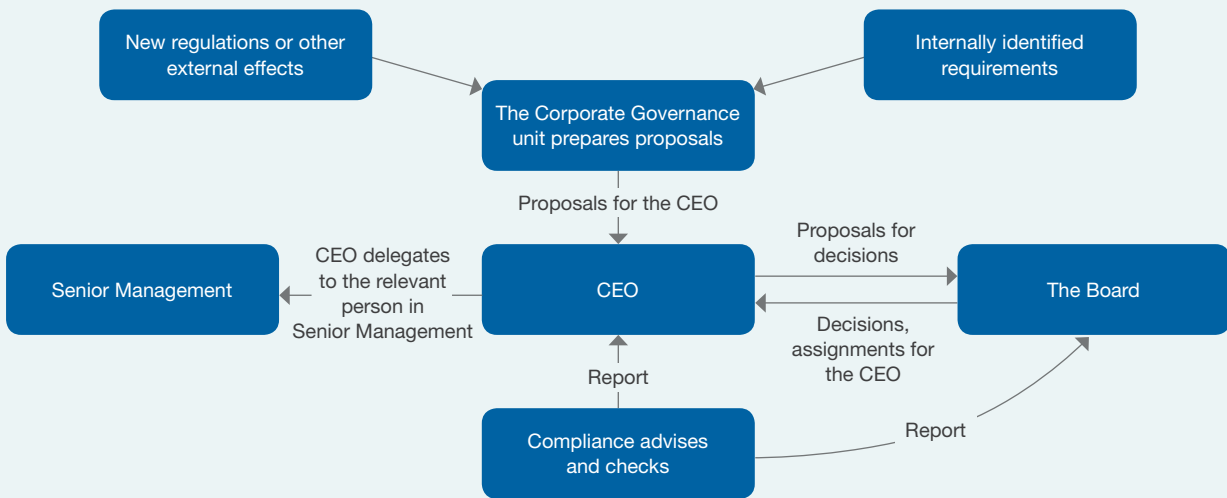 New regulations or other
external effects
Internally identified
requirements
The Corporate Governance
unit prepares proposals
Proposals for the CEO
Senior Management
CEO delegates
to the relevant
person in
Senior Management
CEO
Proposals for
decisions
Decisions,
assignments for
the CEO
The Board
Report
Compliance advises
and checks
Report